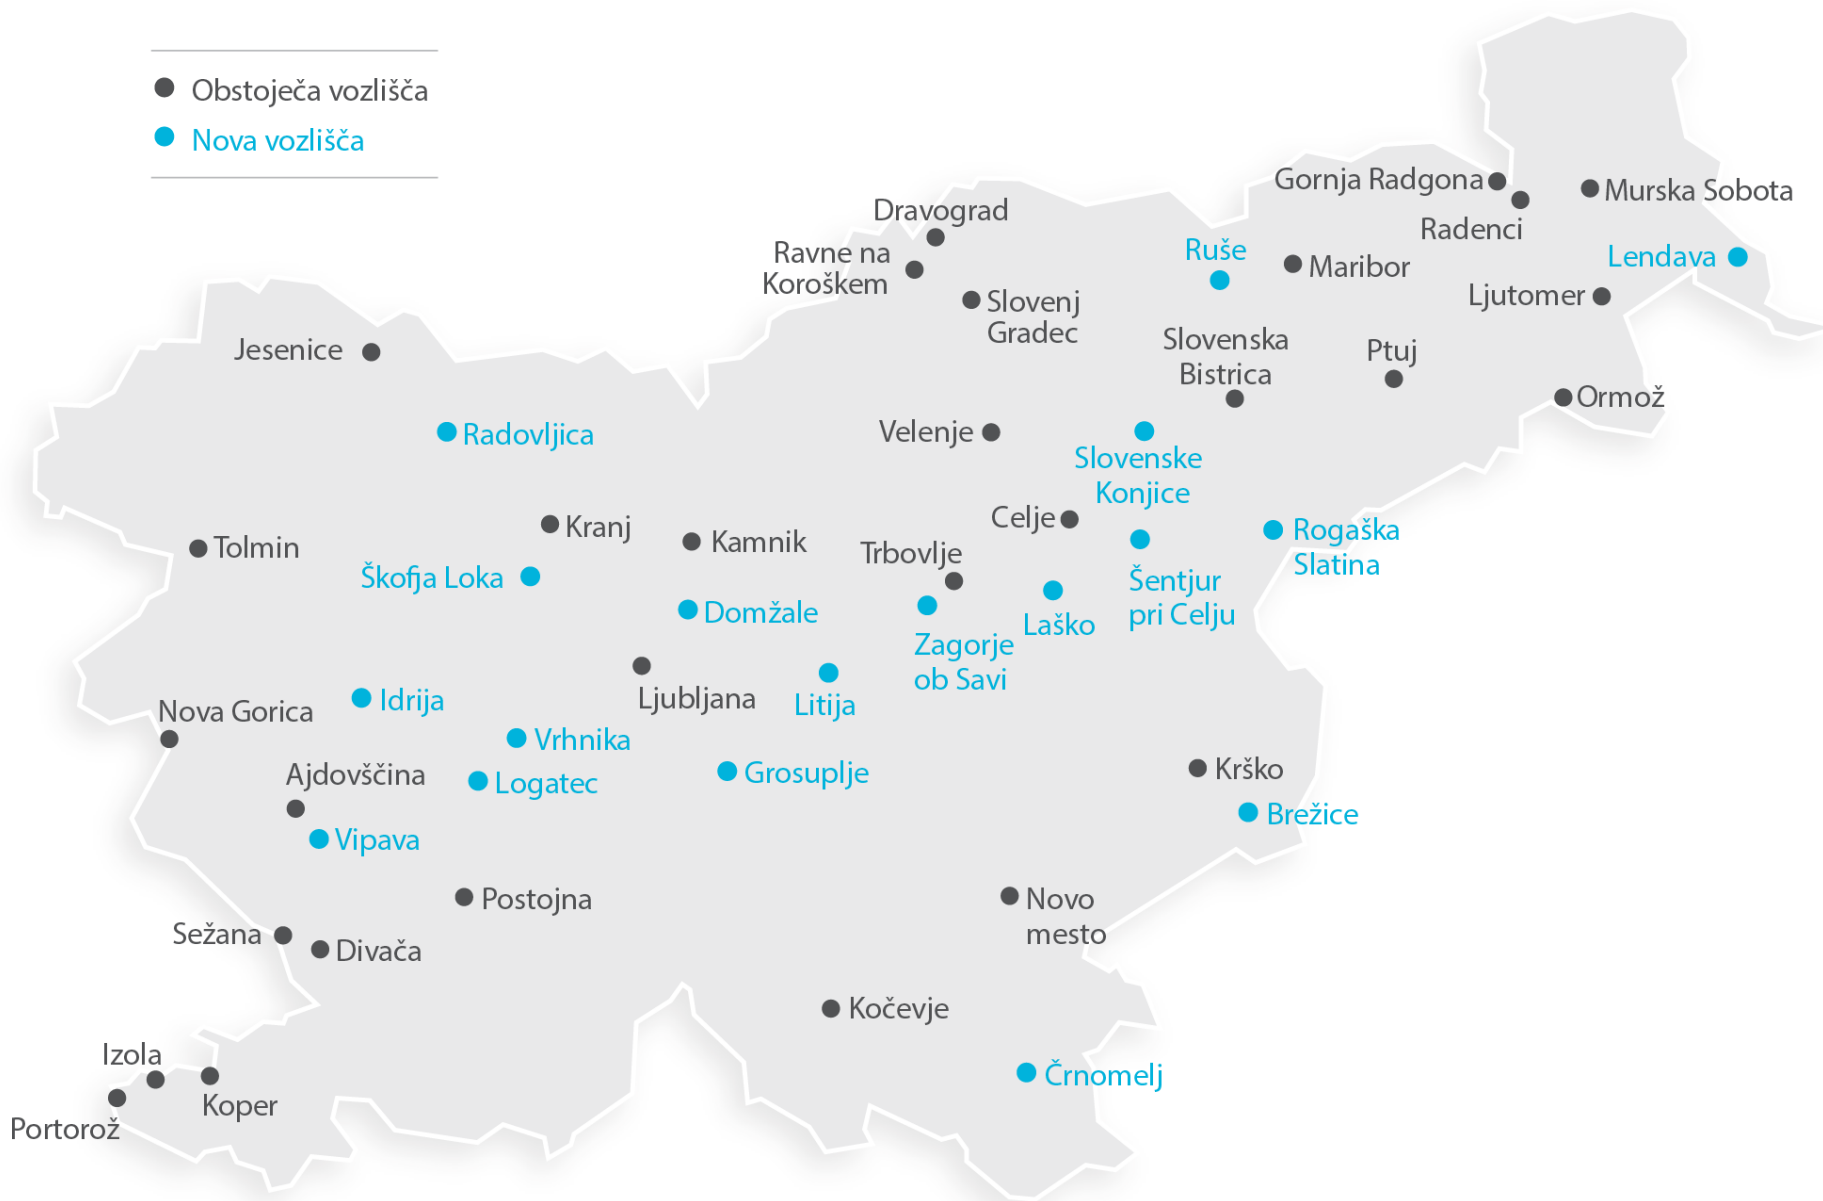 Obstoječa vozlišča
Nova vozlišča
Gornja Radgona
Murska Sobota
Dravograd
Radenci
Ruše
Ravne na
Koroškem
Maribor
Lendava
Slovenj
Gradec
Ljutomer
Jesenice
Slovenska
Bistrica
Ptuj
Ormož
Radovljica
Velenje
Slovenske
Konjice
Celje
Kranj
Kamnik
Rogaška
Slatina
Tolmin
Trbovlje
Škofja Loka
Šentjur
pri Celju
Domžale
Laško
Zagorje
ob Savi
Idrija
Ljubljana
Litija
Nova Gorica
Vrhnika
Ajdovščina
Logatec
Grosuplje
Krško
Brežice
Vipava
Postojna
Novo
mesto
Sežana
Divača
Kočevje
Izola
Črnomelj
Koper
Portorož